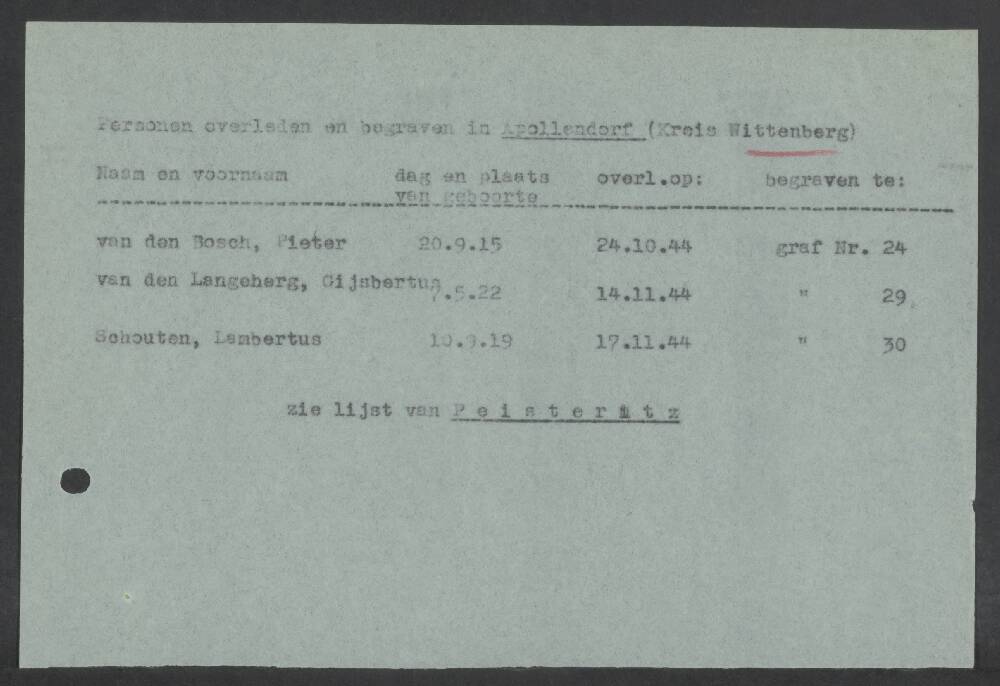 Personen overleden en begraven in Apollendorf (Kreis Wittenberg)
Naam en voornaam dag en plaats overl.op: begraven te:
van geboorte
van den Bosch, Pieter 20.9.15 24.10.44 graf Nr. 24
van den Langeberg, Gijsbertus 7.5.22 14.11.44 " 29
Schouten, Lambertus 10.9.19 17.11.44 " 30
zie lijst van Peisteritz